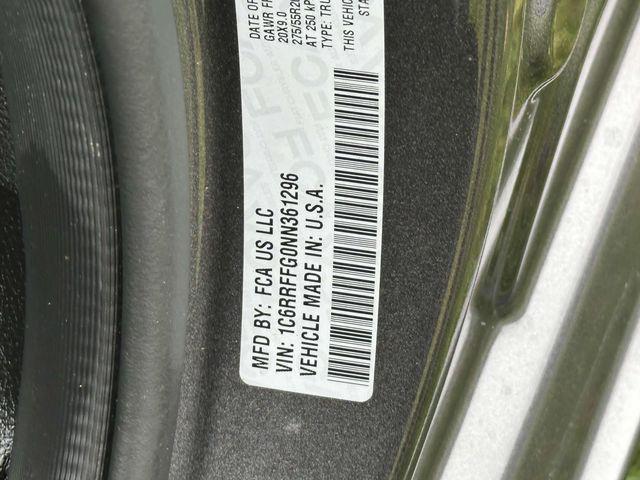 MFD BY: FCA US LLC
VIN: 1C6RRFFG0NN361296
VEHICLE MADE IN: U.S.A.
DATE OF
GAWR FR
20X9.0
275/55R20
AT 250 kP
TYPE: TRU
THIS VEHIC
STA